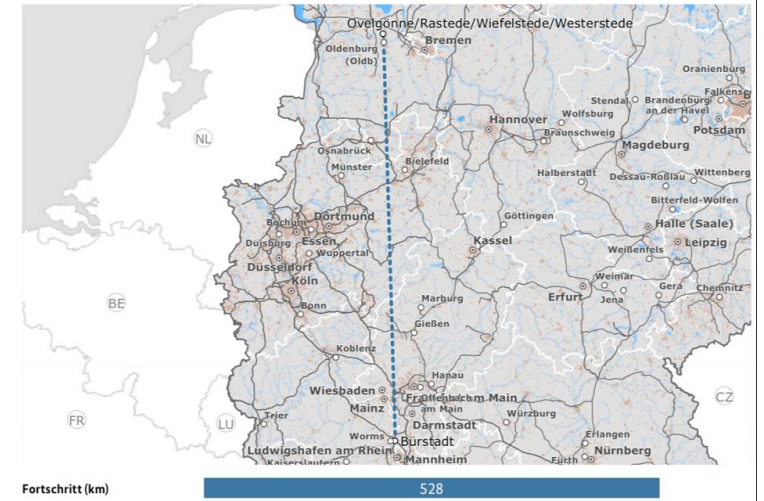 Ovelgönne/Rastede/Wiefelstede/Westerstede
Oldenburg
(Oldb)
Bremen
Oranienburg
Falkense
B
Stendal
Brandenburg
an der Havel
Potsdam
Wolfsburg
Hannover
Braunschweig
Magdeburg
NL
Osnabrück
Münster
Bielefeld
Halberstadt
Dessau-Roßlau
Wittenberg
Bitterfeld-Wolfen
Göttingen
Halle (Saale)
Leipzig
Bochum
Dortmund
Duisburg
Essen
Wuppertal
Düsseldorf
Kassel
Weißenfels
Köln
Weimar
Erfurt
Jena
Gera
Chemnitz
BE
Bonn
Marburg
Gießen
Koblenz
Hanau
Wiesbaden
Frankfurt am Main
Offenbach
am Main
Mainz
CZ
FR
LU
Trier
Darmstadt
Würzburg
Worms
Bürstadt
Erlangen
Ludwigshafen am Rhein
Mannheim
Kaiserslautern
Fürth
Nürnberg
Fortschritt (km)
528